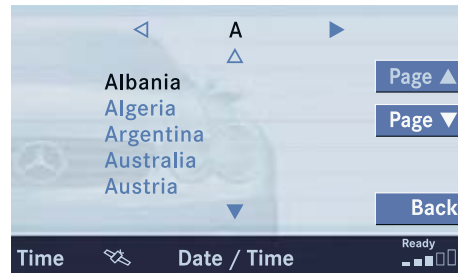 A
Albania
Algeria
Argentina
Australia
Austria
Page ▲
Page ▼
Back
Time
Date / Time
Ready